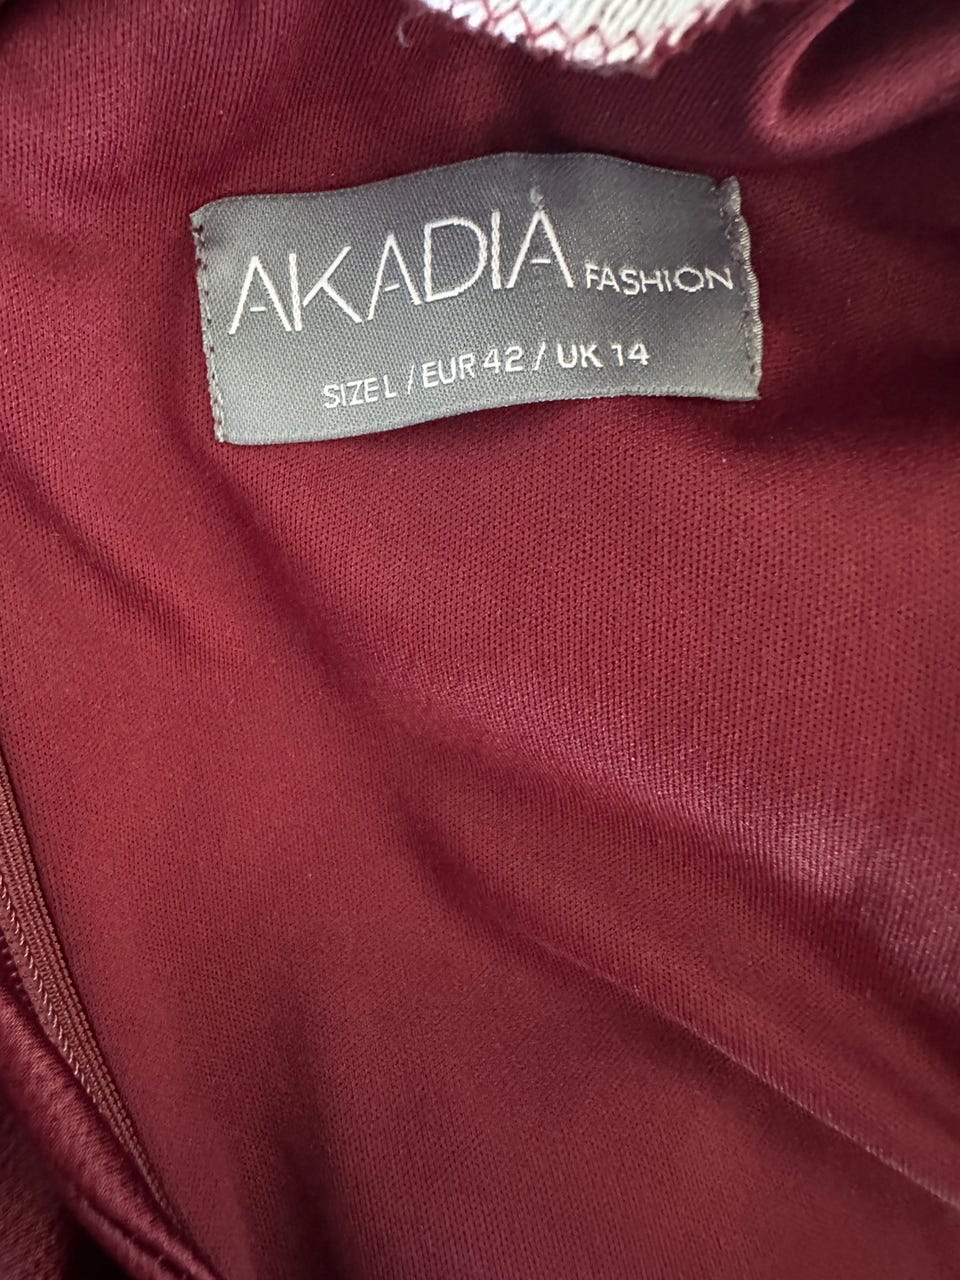 AKADIA FASHION
SIZE L / EUR 42 / UK 14